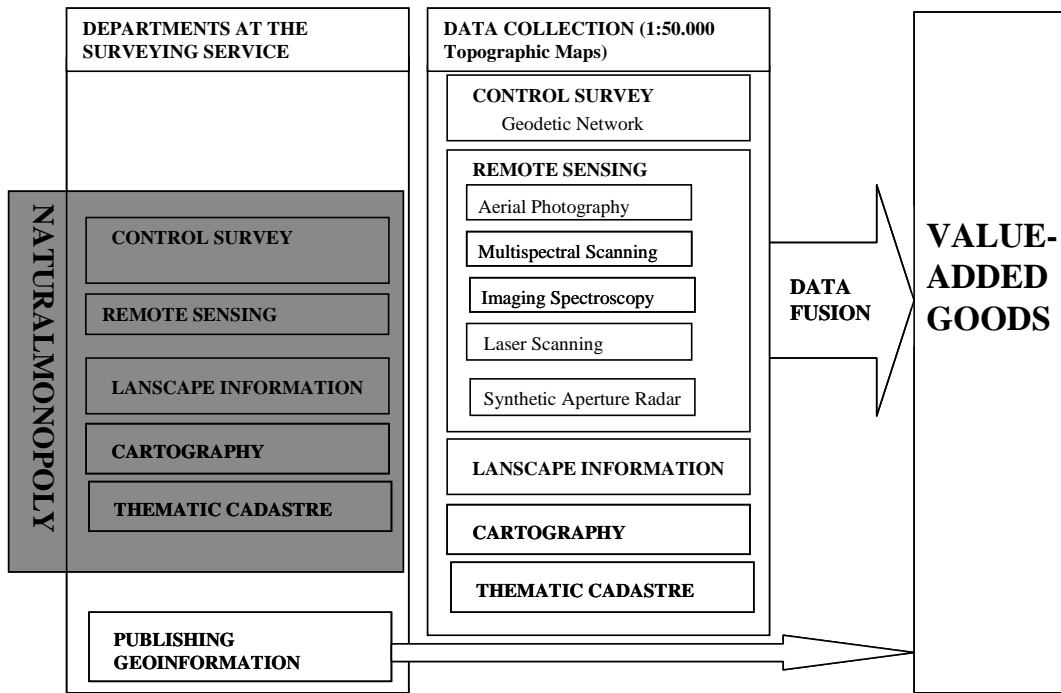 DEPARTMENTS AT THE
SURVEYING SERVICE
NATURALMONOPOLY
CONTROL SURVEY
REMOTE SENSING
LANSCAPE INFORMATION
CARTOGRAPHY
THEMATIC CADASTRE
PUBLISHING
GEOINFORMATION
DATA COLLECTION (1:50.000
Topographic Maps)
CONTROL SURVEY
Geodetic Network
REMOTE SENSING
Aerial Photography
Multispectral Scanning
Imaging Spectroscopy
Laser Scanning
Synthetic Aperture Radar
LANSCAPE INFORMATION
CARTOGRAPHY
THEMATIC CADASTRE
DATA
FUSION
VALUE-
ADDED
GOODS